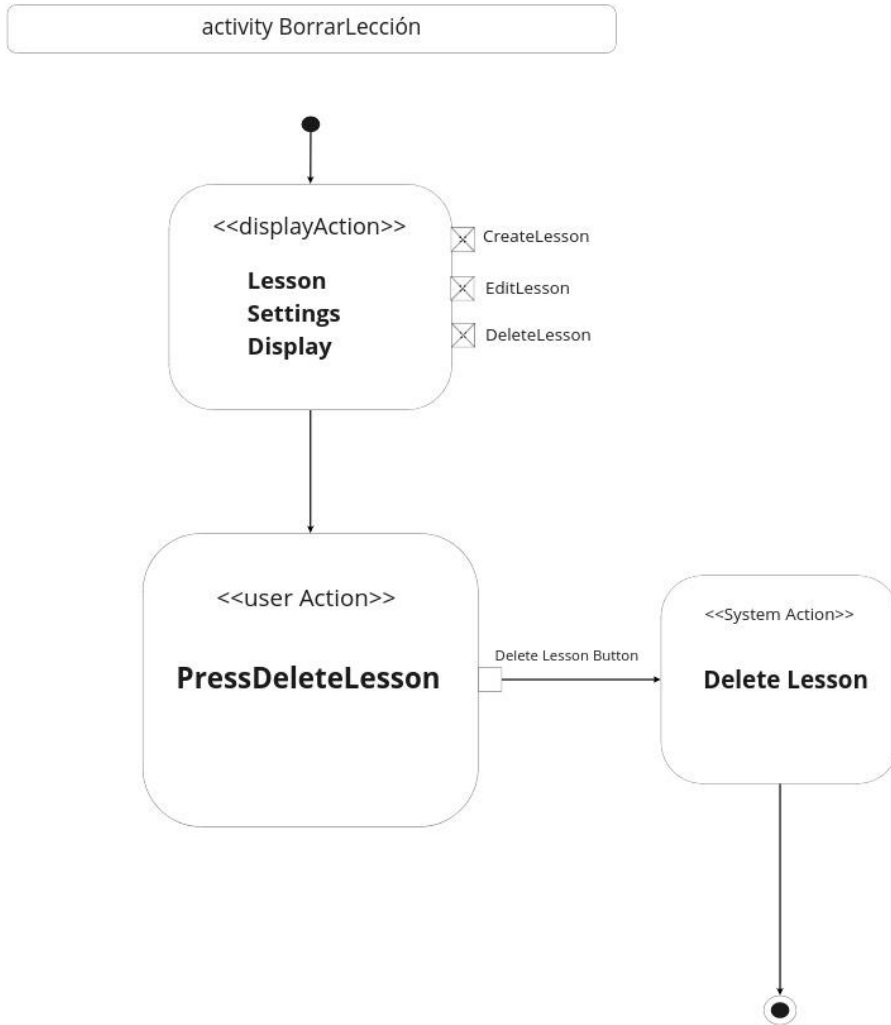 activity BorrarLección
<<displayAction>>
Lesson
Settings
Display
CreateLesson
EditLesson
DeleteLesson
<<user Action>>
PressDeleteLesson
Delete Lesson Button
<<System Action>>
Delete Lesson